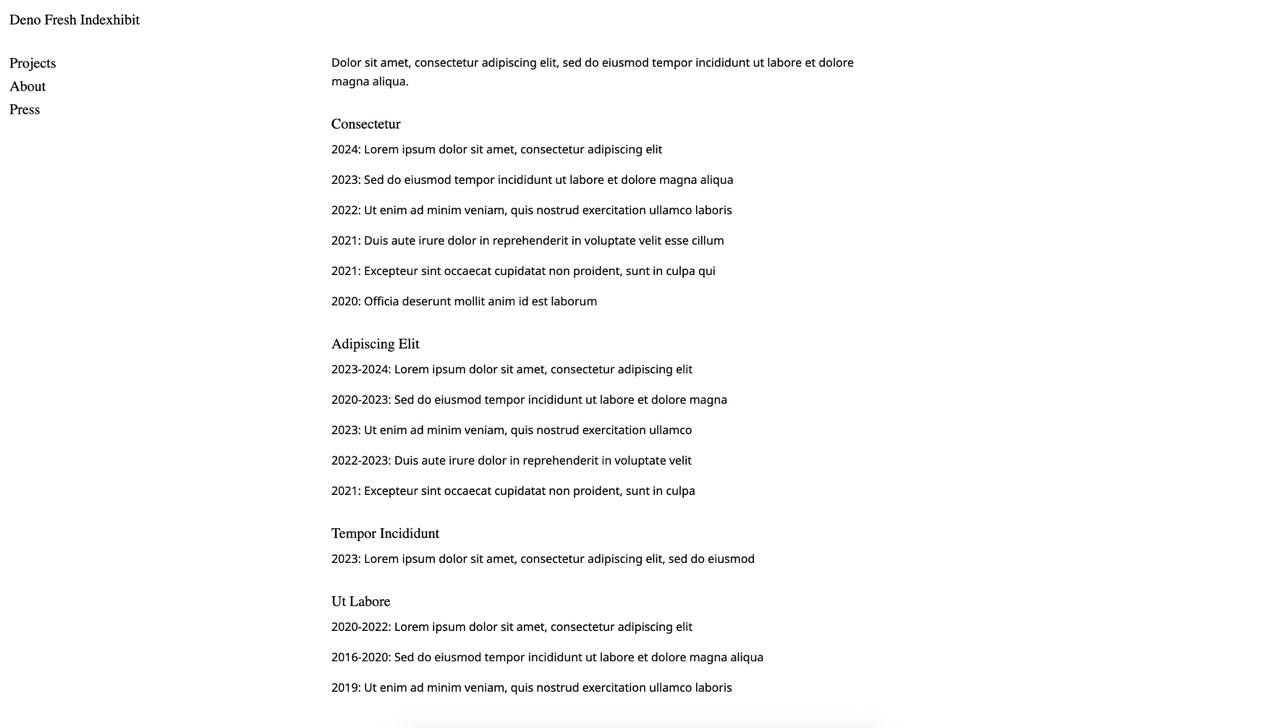 Deno Fresh Indexhibit
Projects
About
Press
Dolor sit amet, consectetur adipiscing elit, sed do eiusmod tempor incididunt ut labore et dolore
magna aliqua.
Consectetur
2024: Lorem ipsum dolor sit amet, consectetur adipiscing elit
2023: Sed do eiusmod tempor incididunt ut labore et dolore magna aliqua
2022: Ut enim ad minim veniam, quis nostrud exercitation ullamco laboris
2021: Duis aute irure dolor in reprehenderit in voluptate velit esse cillum
2021: Excepteur sint occaecat cupidatat non proident, sunt in culpa qui
2020: Officia deserunt mollit anim id est laborum
Adipiscing Elit
2023-2024: Lorem ipsum dolor sit amet, consectetur adipiscing elit
2020-2023: Sed do eiusmod tempor incididunt ut labore et dolore magna
2023: Ut enim ad minim veniam, quis nostrud exercitation ullamco
2022-2023: Duis aute irure dolor in reprehenderit in voluptate velit
2021: Excepteur sint occaecat cupidatat non proident, sunt in culpa
Tempor Incididunt
2023: Lorem ipsum dolor sit amet, consectetur adipiscing elit, sed do eiusmod
Ut Labore
2020-2022: Lorem ipsum dolor sit amet, consectetur adipiscing elit
2016-2020: Sed do eiusmod tempor incididunt ut labore et dolore magna aliqua
2019: Ut enim ad minim veniam, quis nostrud exercitation ullamco laboris